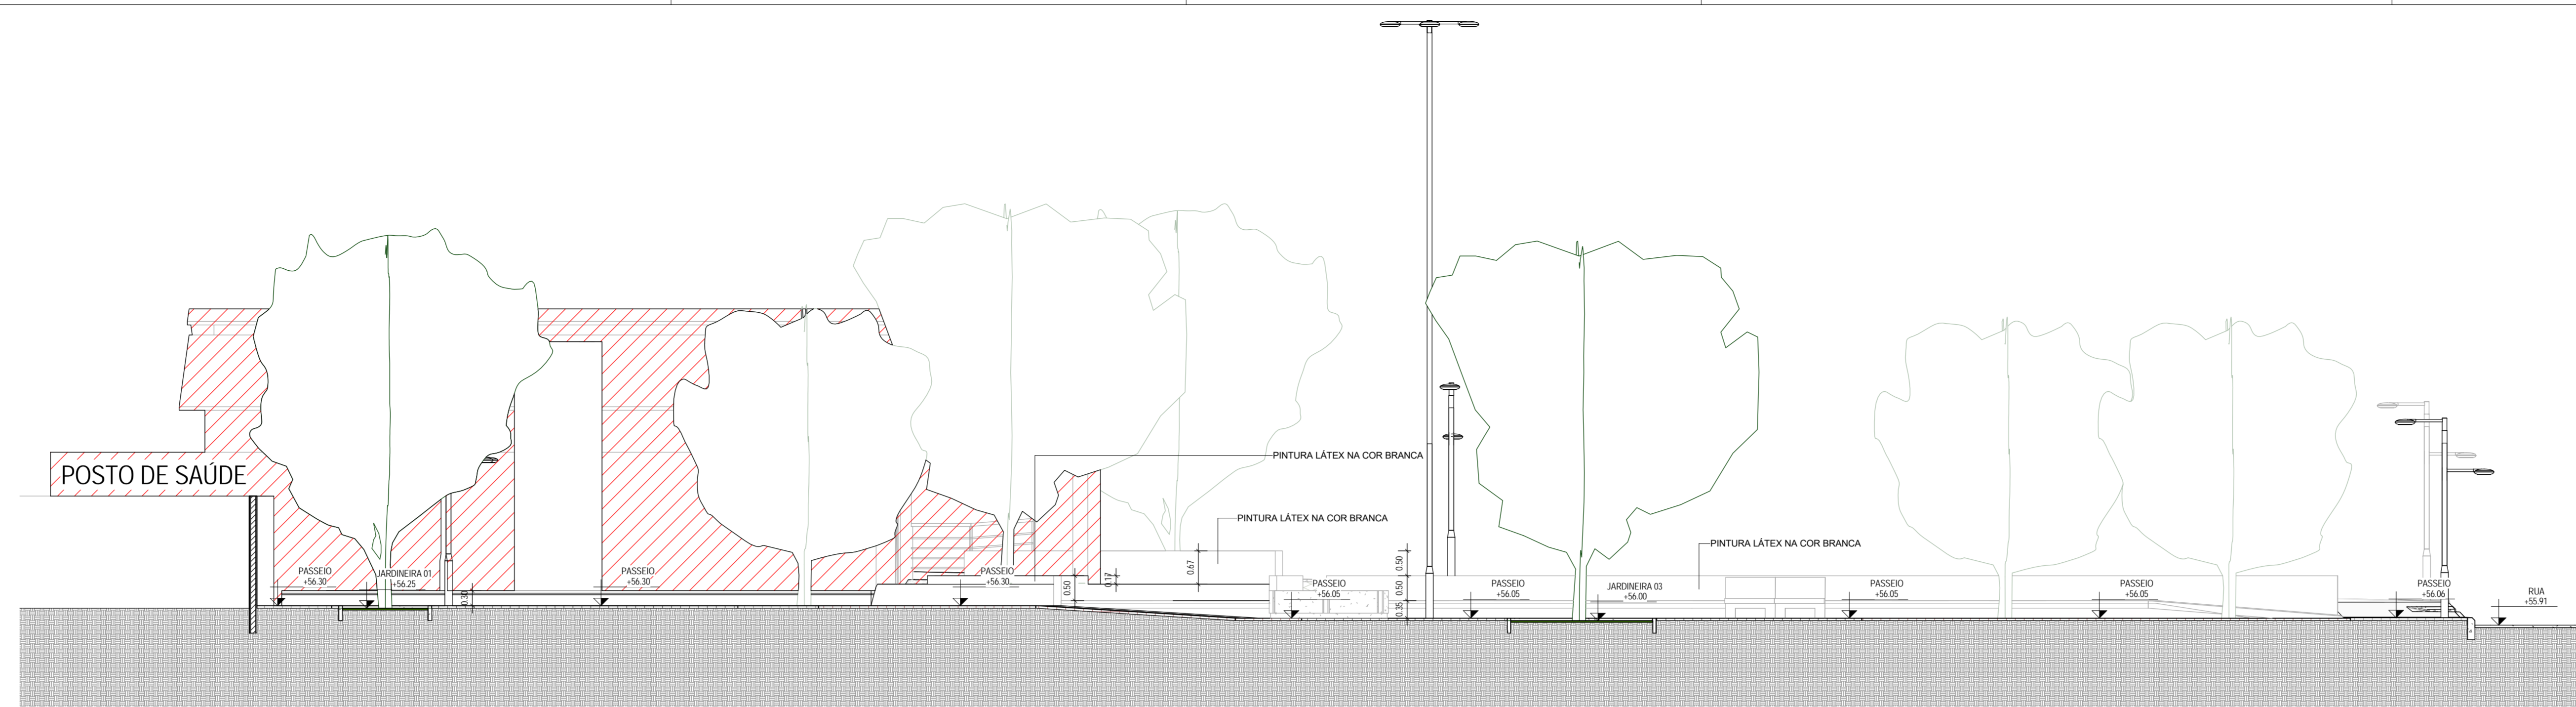 PINTURA LÁTEX NA COR BRANCA
POSTO DE SAÚDE
PINTURA LÁTEX NA COR BRANCA
PINTURA LÁTEX NA COR BRANCA
PASSEIO
+56.30
JARDINEIRA 01
+56.25
0.30
PASSEIO
+56.30
PASSEIO
+56.30
0.50
0.17
0.67
PASSEIO
+56.05
0.50
0.50
0.35
PASSEIO
+56.05
JARDINEIRA 03
+56.00
PASSEIO
+56.05
PASSEIO
+56.05
PASSEIO
+56.06
RUA
+55.91